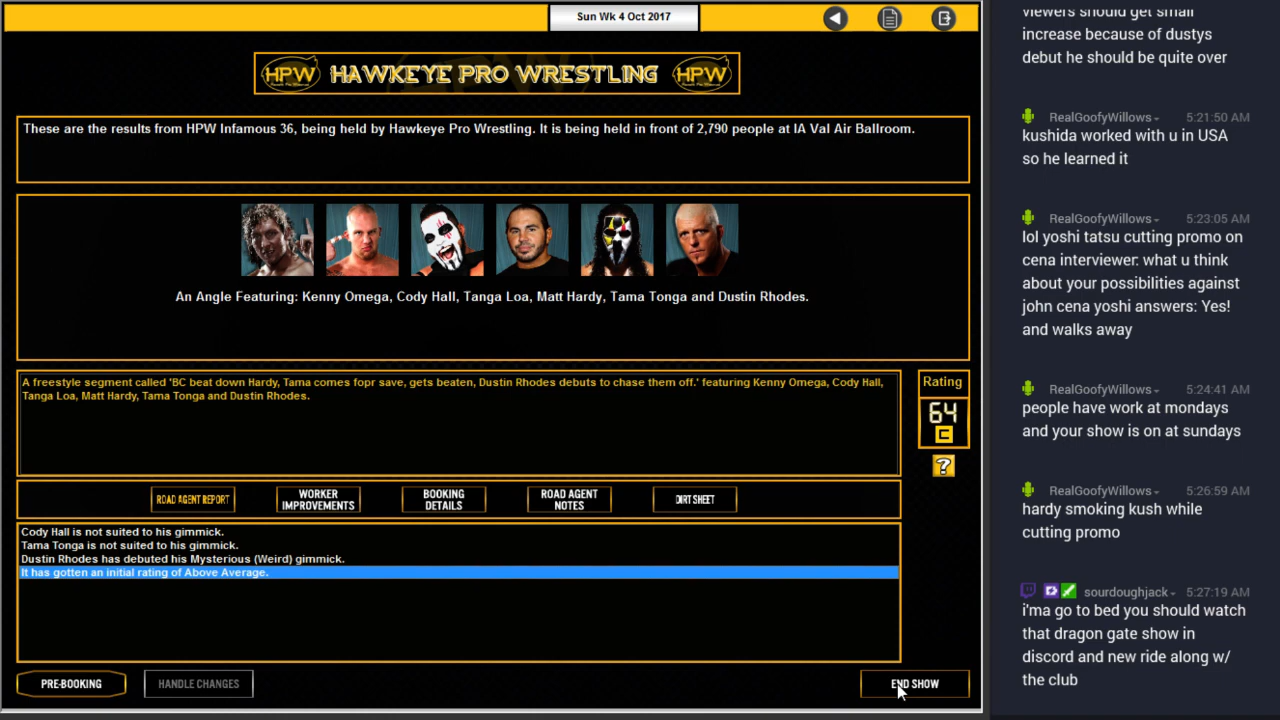 Sun Wk 4 Oct 2017
HPW HAWKEYE PRO WRESTLING HPW
These are the results from HPW Infamous 36, being held by Hawkeye Pro Wrestling. It is being held in front of 2,790 people at IA Val Air Ballroom.
An Angle Featuring: Kenny Omega, Cody Hall, Tanga Loa, Matt Hardy, Tama Tonga and Dustin Rhodes.
A freestyle segment called 'BC beat down Hardy, Tama comes fopr save, gets beaten, Dustin Rhodes debuts to chase them off.' featuring Kenny Omega, Cody Hall,
Tanga Loa, Matt Hardy, Tama Tonga and Dustin Rhodes.
Rating
64
C
?
ROAD AGENT REPORT
WORKER
IMPROVEMENTS
BOOKING
DETAILS
ROAD AGENT
NOTES
DIRT SHEET
Cody Hall is not suited to his gimmick.
Tama Tonga is not suited to his gimmick.
Dustin Rhodes has debuted his Mysterious (Weird) gimmick.
It has gotten an initial rating of Above Average.
PRE-BOOKING
HANDLE CHANGES
END SHOW
viewers should get small
increase because of dustys
debut he should be quite over
RealGoofyWillows 5:21:50 AM
kushida worked with u in USA
so he learned it
RealGoofyWillows 5:23:05 AM
lol yoshi tatsu cutting promo on
cena interviewer: what u think
about your possibilities against
john cena yoshi answers: Yes!
and walks away
RealGoofyWillows 5:24:41 AM
people have work at mondays
and your show is on at sundays
RealGoofyWillows 5:26:59 AM
hardy smoking kush while
cutting promo
sourdoughjack 5:27:19 AM
i'ma go to bed you should watch
that dragon gate show in
discord and new ride along w/
the club